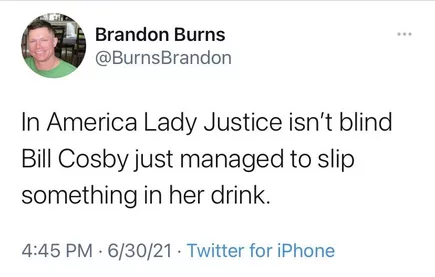 Brandon Burns
@BurnsBrandon
In America Lady Justice isn’t blind
Bill Cosby just managed to slip
something in her drink.
4:45 PM · 6/30/21 · Twitter for iPhone